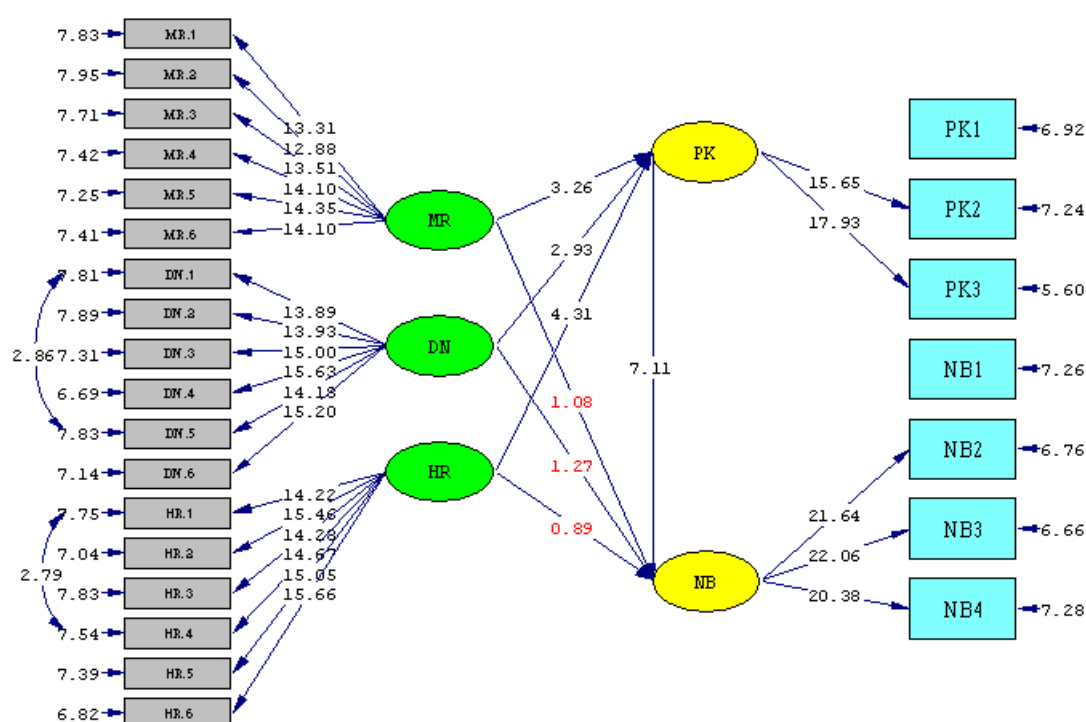 7.83 MR.1
7.95 MR.2
7.71 MR.3
7.42 MR.4
7.25 MR.5
7.41 MR.6
7.81 DN.1
7.89 DN.2
7.31 DN.3
6.69 DN.4
7.83 DN.5
7.14 DN.6
7.75 HR.1
7.04 HR.2
7.83 HR.3
7.54 HR.4
7.39 HR.5
6.82 HR.6
2.86
2.79
13.31
12.88
13.51
14.10
14.35
14.10
13.89
13.93
15.00
15.63
14.18
15.20
14.22
15.46
14.28
14.67
15.05
15.66
MR
DN
HR
3.26
2.93
4.31
1.08
1.27
0.89
7.11
PK
NB
15.65
17.93
21.64
22.06
20.38
PK1 6.92
PK2 7.24
PK3 5.60
NB1 7.26
NB2 6.76
NB3 6.66
NB4 7.28